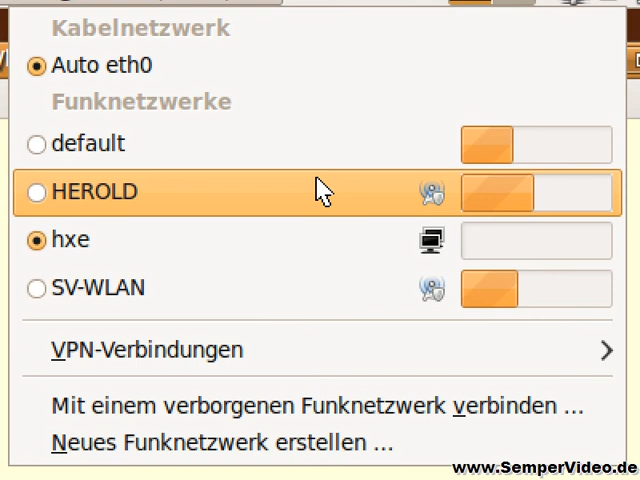 Kabelnetzwerk
Auto eth0
Funknetzwerke
default
HEROLD
hxe
SV-WLAN
VPN-Verbindungen
Mit einem verborgenen Funknetzwerk verbinden ...
Neues Funknetzwerk erstellen ...
www.SemperVideo.de